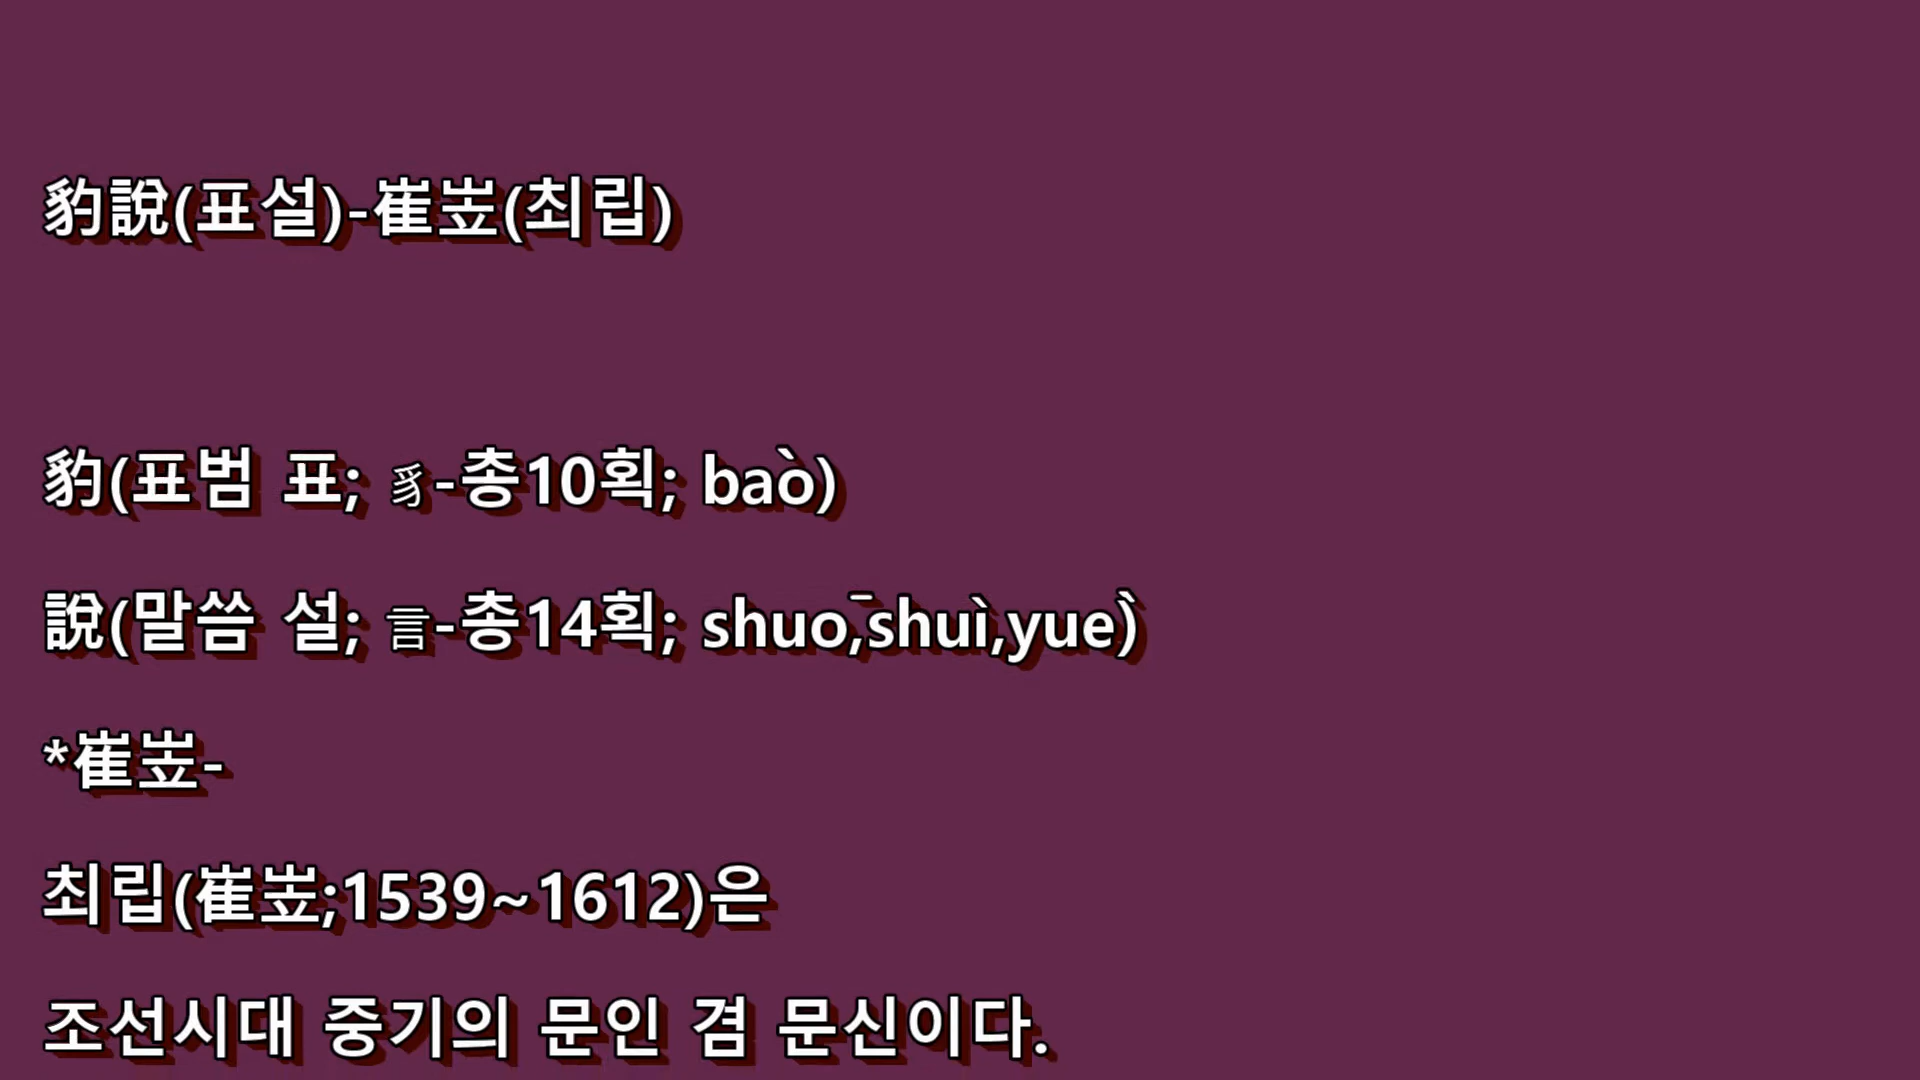 豹說(표설)-崔岦(최립)
豹(표범 표; 豸-총10획; baò)
說(말씀 설; 言-총14획; shuō,shuì,yuè)
*崔岦-
최립(崔岦;1539~1612)은
조선시대 중기의 문인 겸 문신이다.